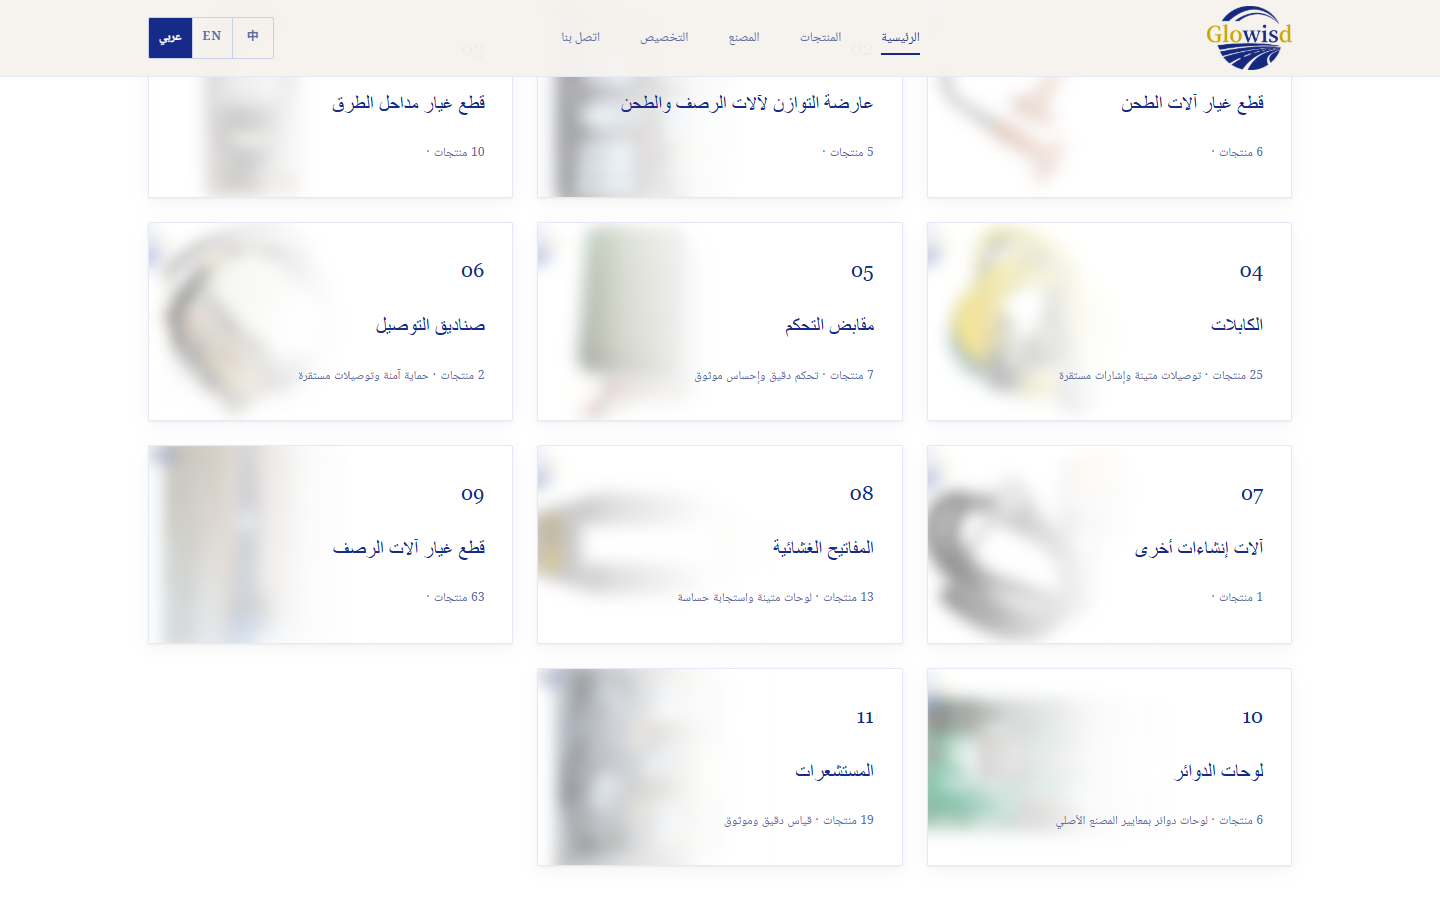 Glowisd
الرئيسية
المنتجات
المصنع
التخصيص
اتصل بنا
中
EN
عربي
02
03
قطع غيار آلات الطحن
6 منتجات ·
عارضة التوازن لآلات الرصف والطحن
5 منتجات ·
قطع غيار مداحل الطرق
10 منتجات ·
04
الكابلات
25 منتجات · توصيلات متينة وإشارات مستقرة
05
مقابض التحكم
7 منتجات · تحكم دقيق وإحساس موثوق
06
صناديق التوصيل
2 منتجات · حماية آمنة وتوصيلات مستقرة
07
آلات إنشاءات أخرى
1 منتجات ·
08
المفاتيح الغشائية
13 منتجات · لوحات متينة واستجابة حساسة
09
قطع غيار آلات الرصف
63 منتجات ·
10
لوحات الدوائر
6 منتجات · لوحات دوائر بمعايير المصنع الأصلي
11
المستشعرات
19 منتجات · قياس دقيق وموثوق